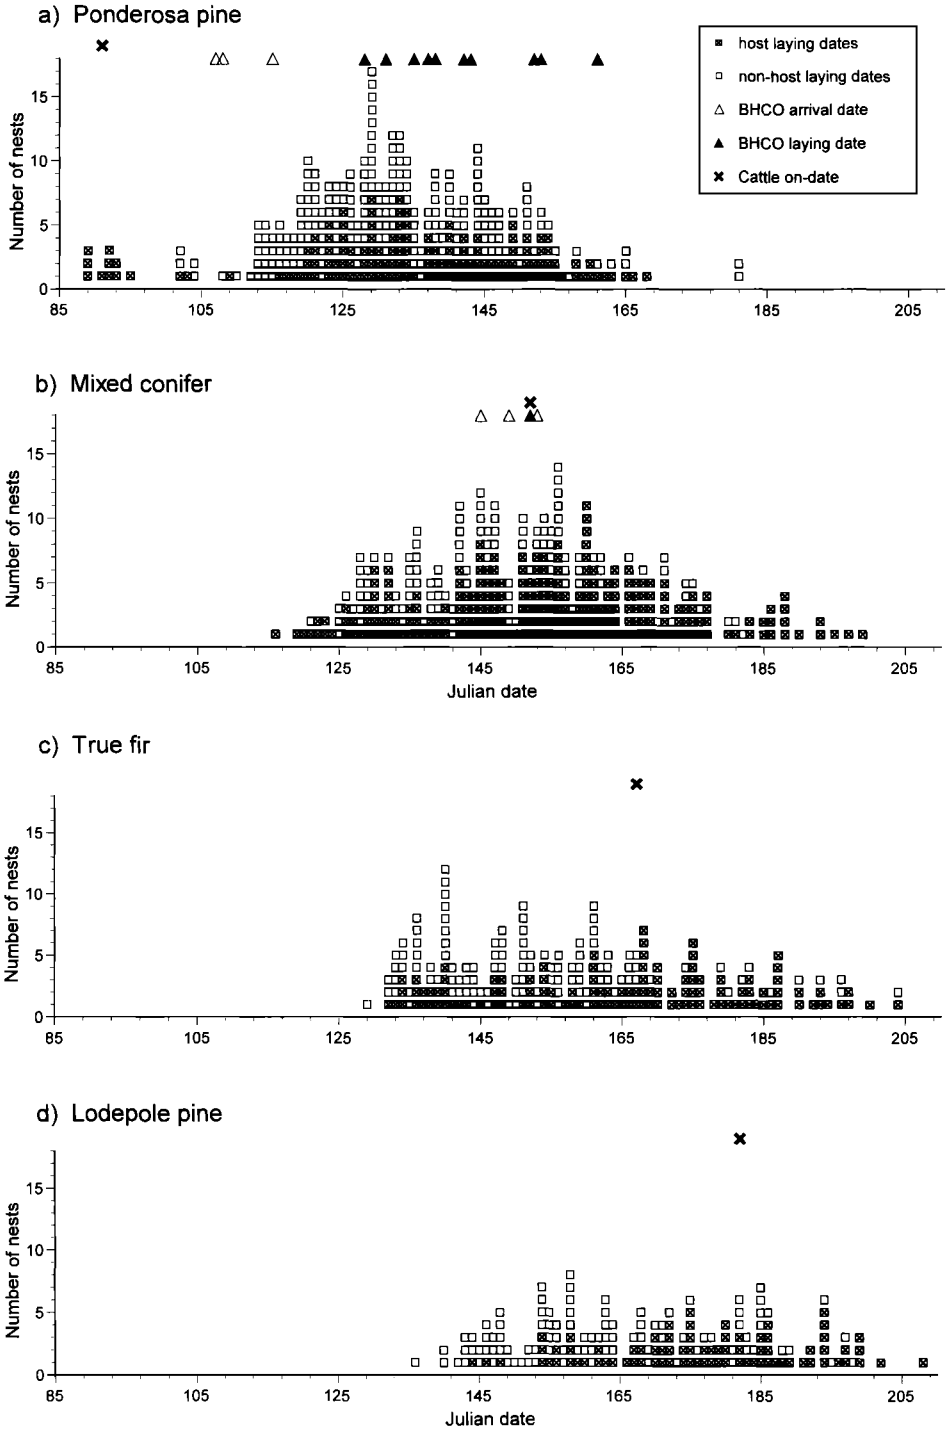 a) Ponderosa pine
host laying dates
non-host laying dates
BHCO arrival date
BHCO laying date
Cattle on-date
Number of nests
15
10
5
0
85 105 125 145 165 185 205
b) Mixed conifer
Number of nests
15
10
5
0
85 105 125 145 165 185 205
Julian date
c) True fir
Number of nests
15
10
5
0
85 105 125 145 165 185 205
d) Lodepole pine
Number of nests
15
10
5
0
85 105 125 145 165 185 205
Julian date